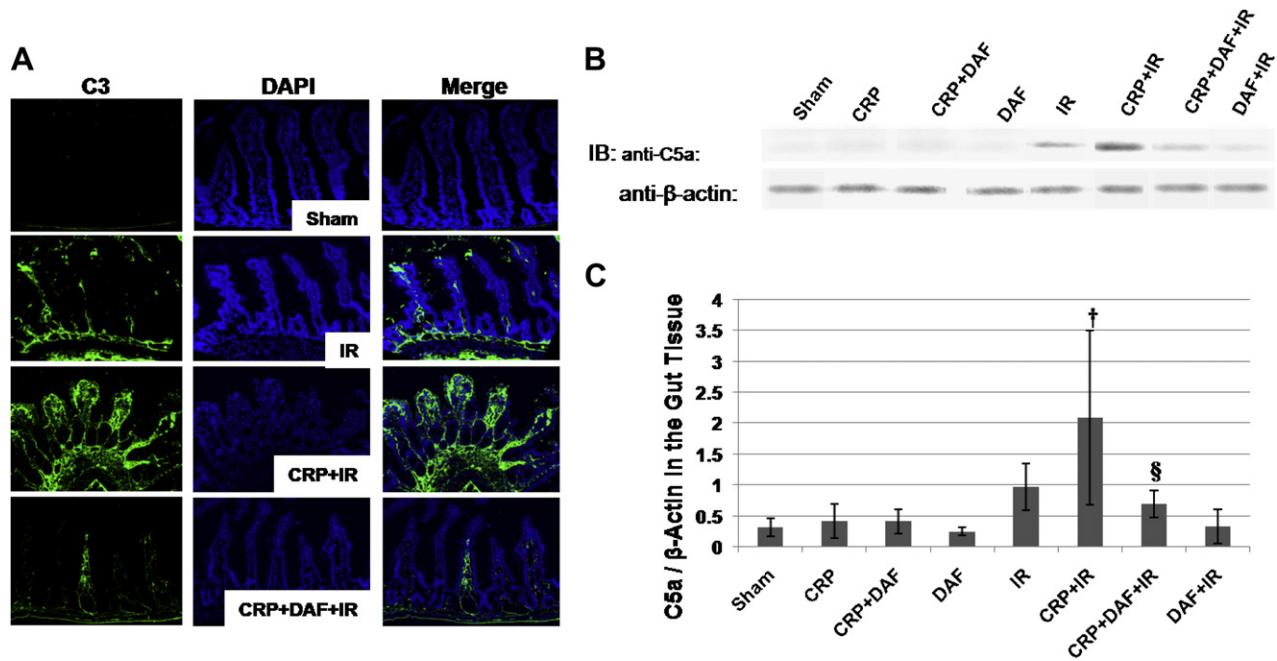 A
C3 DAPI Merge
Sham
IR
CRP+IR
CRP+DAF+IR
B
Sham CRP CRP+DAF DAF IR CRP+IR CRP+DAF+IR DAF+IR
IB: anti-C5a:
anti-β-actin:
C
C5a / β-Actin in the Gut Tissue
4
3.5
3
2.5
2
1.5
1
0.5
0
†
§
Sham CRP CRP+DAF DAF IR CRP+IR CRP+DAF+IR DAF+IR